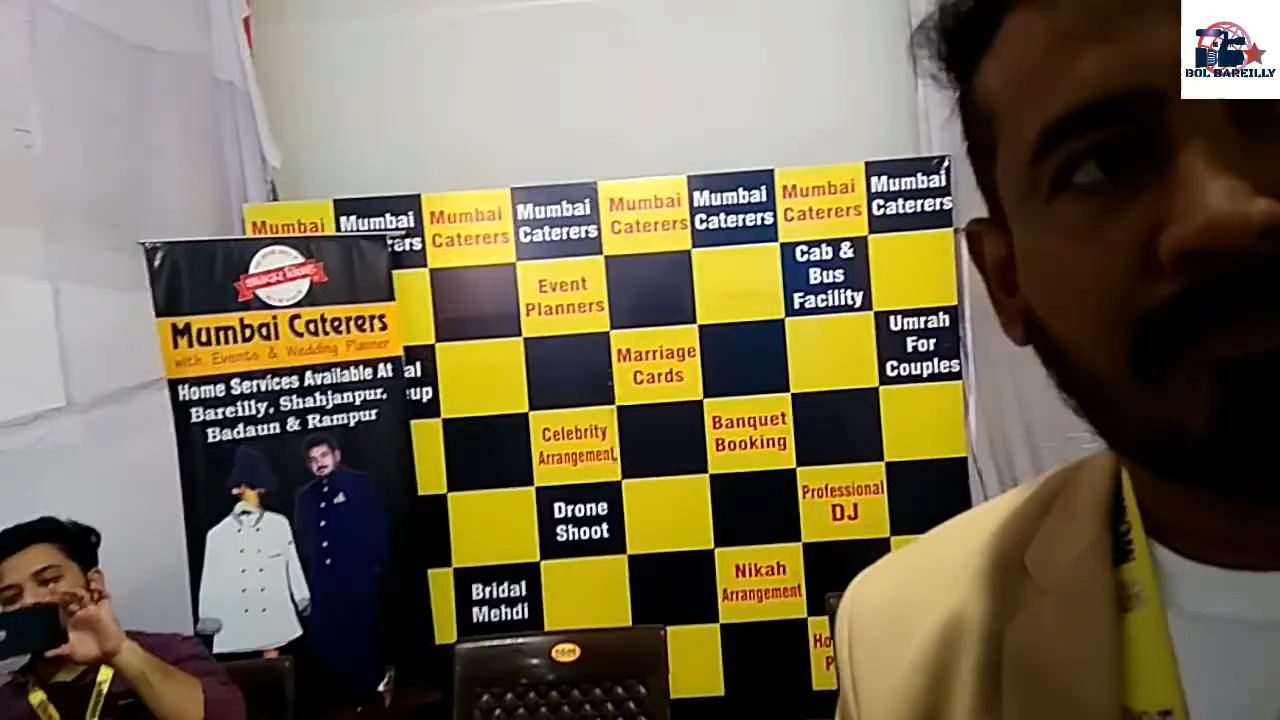 BOL BAREILLY
Mumbai
Mumbai
Caterers
Mumbai
Caterers
Mumbai
Caterers
Mumbai
Caterers
Mumbai
Caterers
Mumbai
Caterers
Mumbai Caterers
with Events & Wedding Planner
Home Services Available At
Bareilly, Shahjanpur,
Badaun & Rampur
Event
Planners
Cab &
Bus
Facility
Marriage
Cards
Umrah
For
Couples
Celebrity
Arrangement
Banquet
Booking
Drone
Shoot
Professional
DJ
Bridal
Mehdi
Nikah
Arrangement